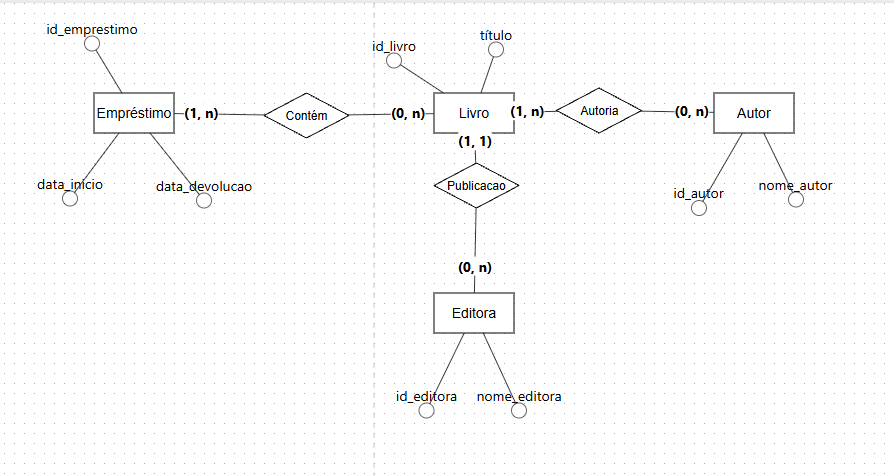 id_emprestimo
título
id_livro
Empréstimo
(1, n)
Contém
(0, n)
Livro
(1, n)
Autoria
(0, n)
Autor
(1, 1)
Publicacao
data_inicio
data_devolucao
id_autor
nome_autor
(0, n)
Editora
id_editora
nome_editora